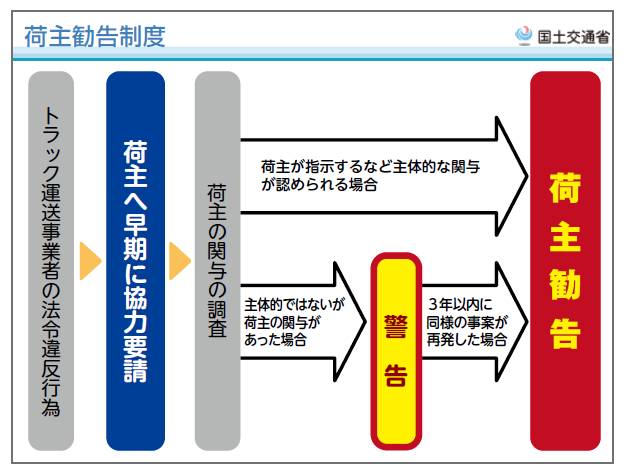 荷主勧告制度
国土交通省
トラック運送事業者の法令違反行為
荷主へ早期に協力要請
荷主の関与の調査
荷主が指示するなど主体的な関与
が認められる場合
主体的ではないが
荷主の関与が
あった場合
警告
3年以内に
同様の事案が
再発した場合
荷主勧告